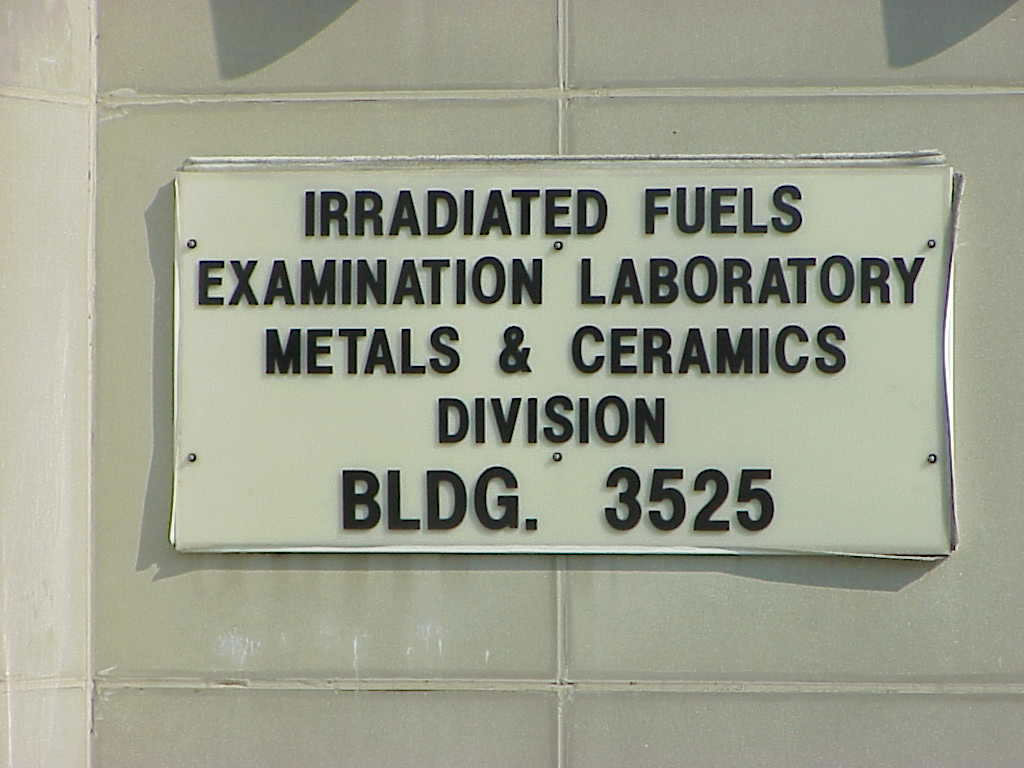 IRRADIATED FUELS
EXAMINATION LABORATORY
METALS & CERAMICS
DIVISION
BLDG. 3525